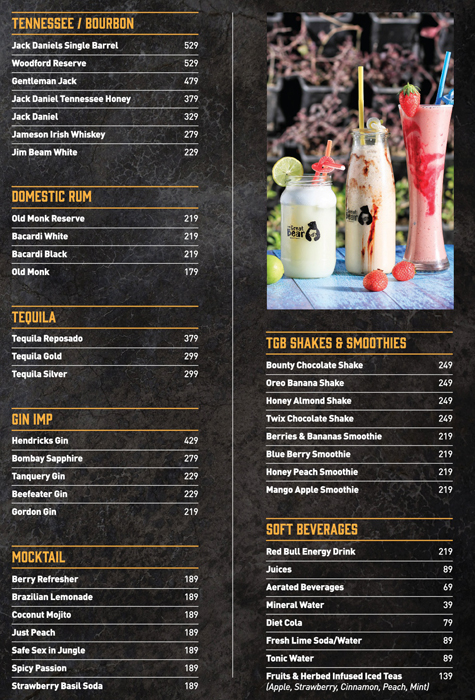 TENNESSEE / BOURBON
Jack Daniels Single Barrel 529
Woodford Reserve 529
Gentleman Jack 479
Jack Daniel Tennessee Honey 379
Jack Daniel 329
Jameson Irish Whiskey 279
Jim Beam White 229
DOMESTIC RUM
Old Monk Reserve 219
Bacardi White 219
Bacardi Black 219
Old Monk 179
TEQUILA
Tequila Reposado 379
Tequila Gold 299
Tequila Silver 299
GIN IMP
Hendricks Gin 429
Bombay Sapphire 279
Tanquery Gin 229
Beefeater Gin 229
Gordon Gin 219
MOCKTAIL
Berry Refresher 189
Brazilian Lemonade 189
Coconut Mojito 189
Just Peach 189
Safe Sex in Jungle 189
Spicy Passion 189
Strawberry Basil Soda 189
Great
Bear
Great
Bear
TGB SHAKES & SMOOTHIES
Bounty Chocolate Shake 249
Oreo Banana Shake 249
Honey Almond Shake 249
Twix Chocolate Shake 249
Berries & Bananas Smoothie 219
Blue Berry Smoothie 219
Honey Peach Smoothie 219
Mango Apple Smoothie 219
SOFT BEVERAGES
Red Bull Energy Drink 219
Juices 89
Aerated Beverages 69
Mineral Water 39
Diet Cola 79
Fresh Lime Soda/Water 89
Tonic Water 89
Fruits & Herbed Infused Iced Teas 139
(Apple, Strawberry, Cinnamon, Peach, Mint)